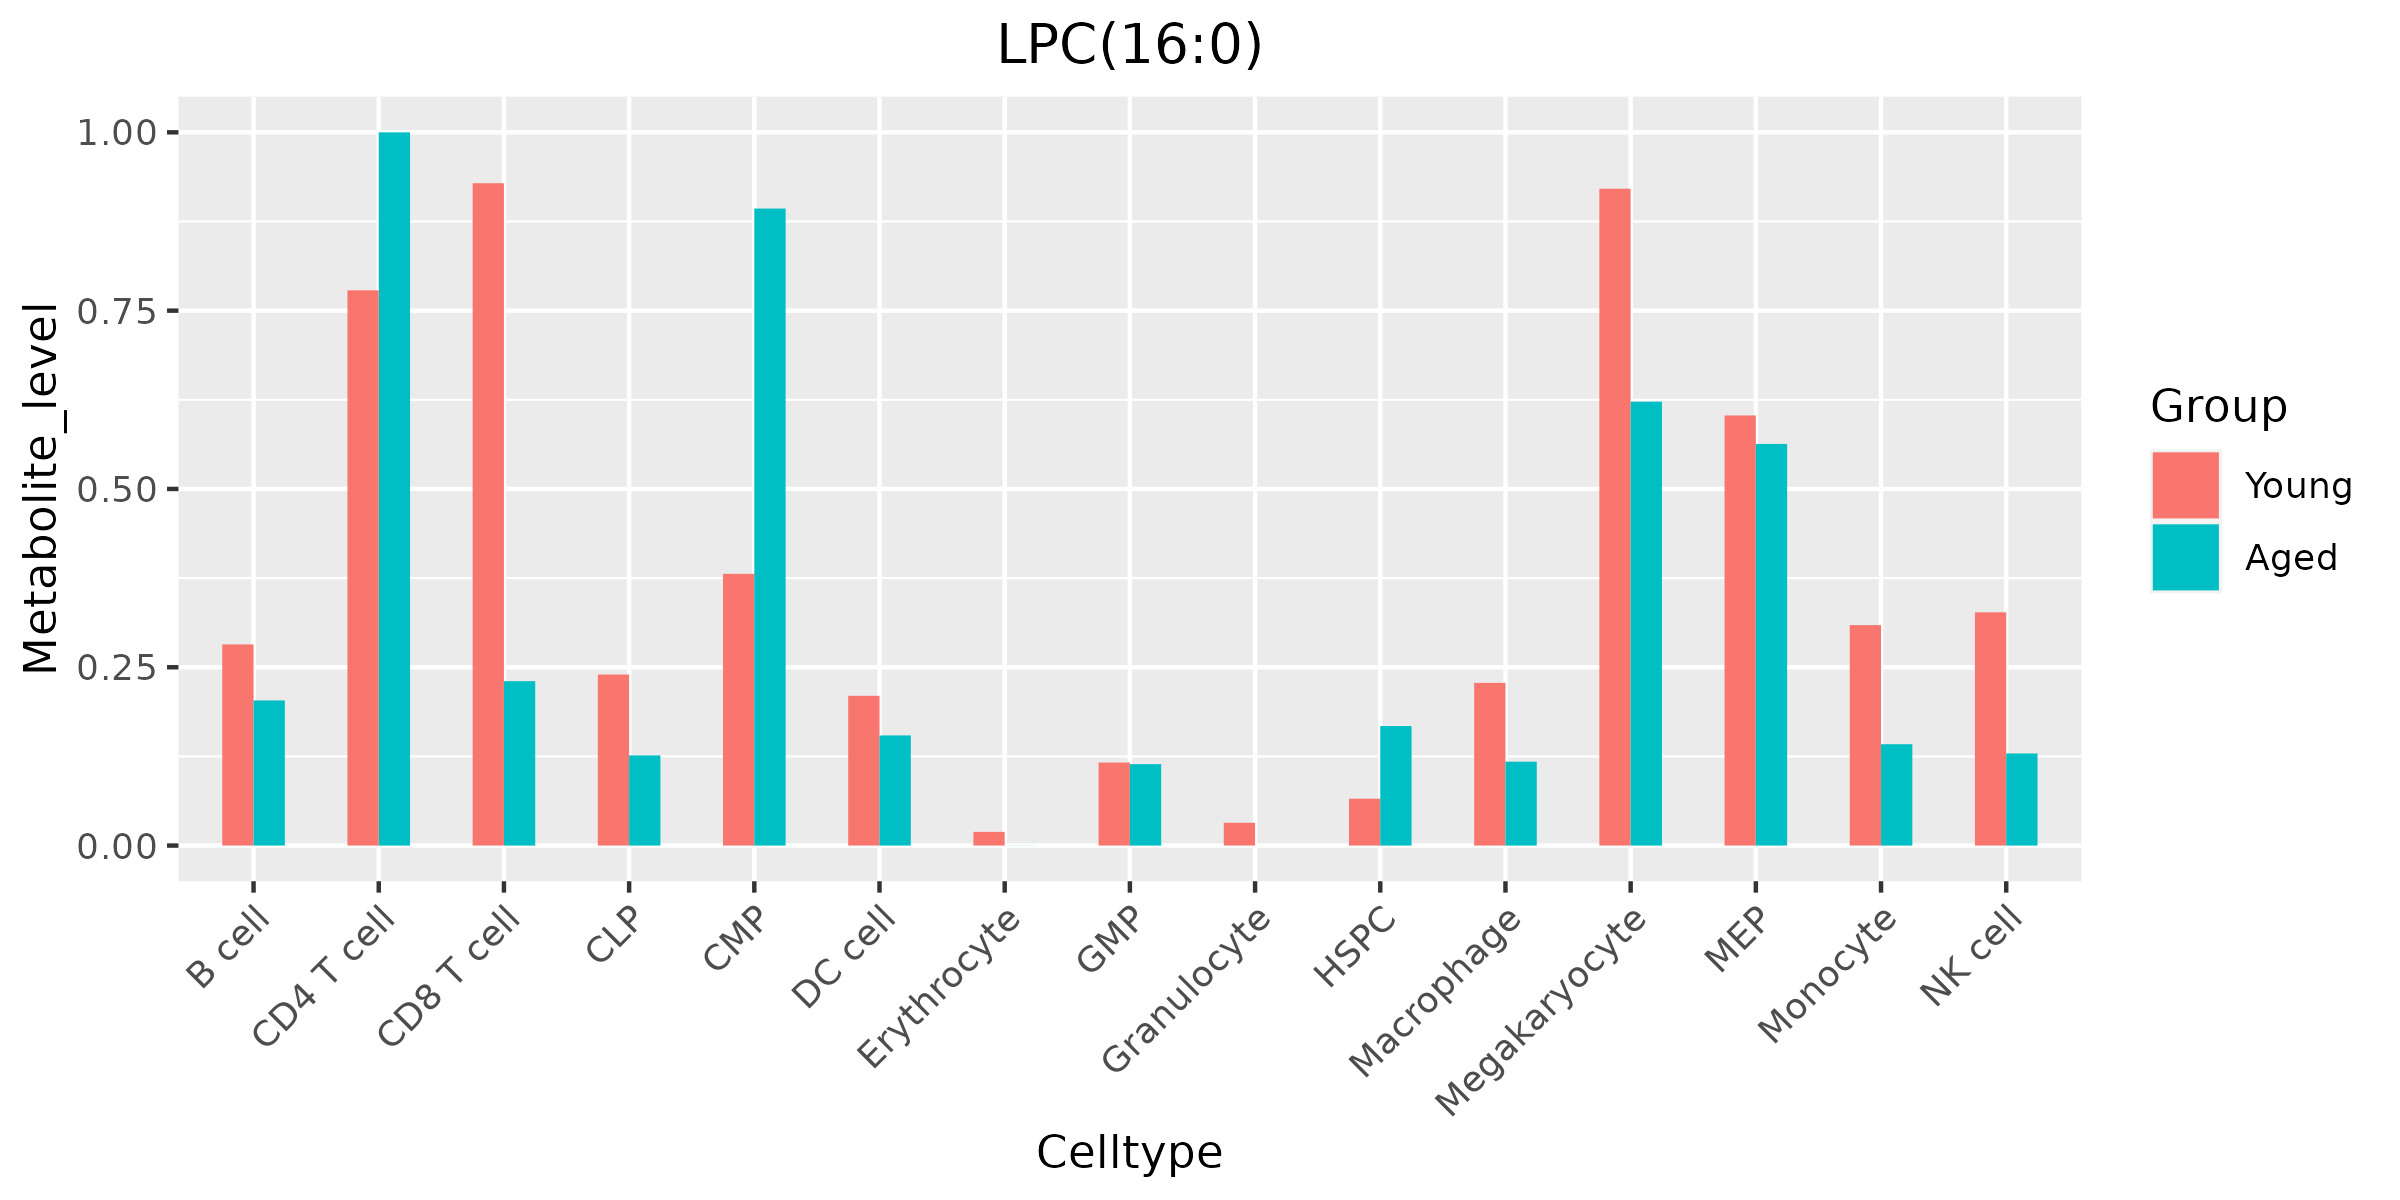 LPC(16:0)
Metabolite_level
1.00
0.75
0.50
0.25
0.00
B cell
CD4 T cell
CD8 T cell
CLP
CMP
DC cell
Erythrocyte
GMP
Granulocyte
HSPC
Macrophage
Megakaryocyte
MEP
Monocyte
NK cell
Celltype
Group
Young
Aged